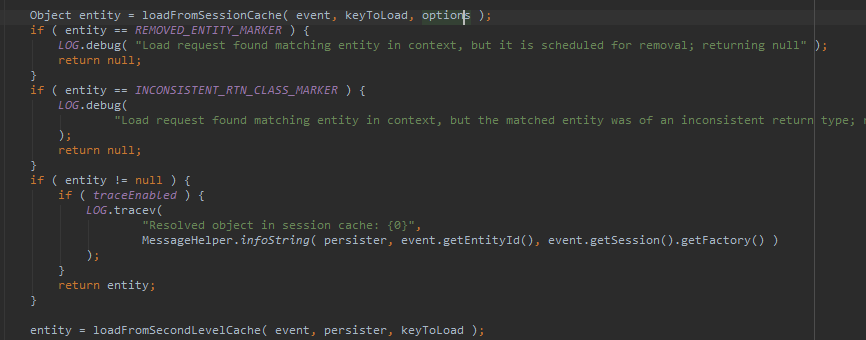 Object entity = loadFromSessionCache( event, keyToLoad, options );
if ( entity == REMOVED_ENTITY_MARKER ) {
LOG.debug( "Load request found matching entity in context, but it is scheduled for removal; returning null" );
return null;
}
if ( entity == INCONSISTENT_RTN_CLASS_MARKER ) {
LOG.debug(
"Load request found matching entity in context, but the matched entity was of an inconsistent return type;
);
return null;
}
if ( entity != null ) {
if ( traceEnabled ) {
LOG.tracev(
"Resolved object in session cache: {0}",
MessageHelper.infoString( persister, event.getEntityId(), event.getSession().getFactory() )
);
}
return entity;
}
entity = loadFromSecondLevelCache( event, persister, keyToLoad );